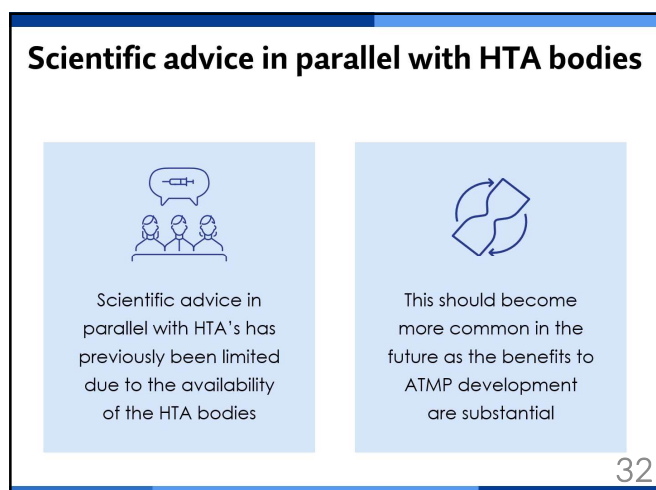 Scientific advice in parallel with HTA bodies
Scientific advice in
parallel with HTA's has
previously been limited
due to the availability
of the HTA bodies
This should become
more common in the
future as the benefits to
ATMP development
are substantial
32